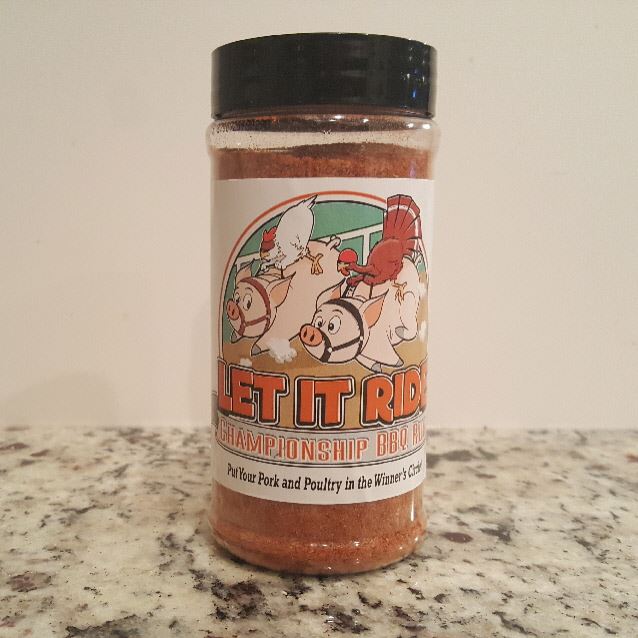 LET IT RIDE
CHAMPIONSHIP BBQ RUB
Put Your Pork and Poultry in the Winner's Circle!